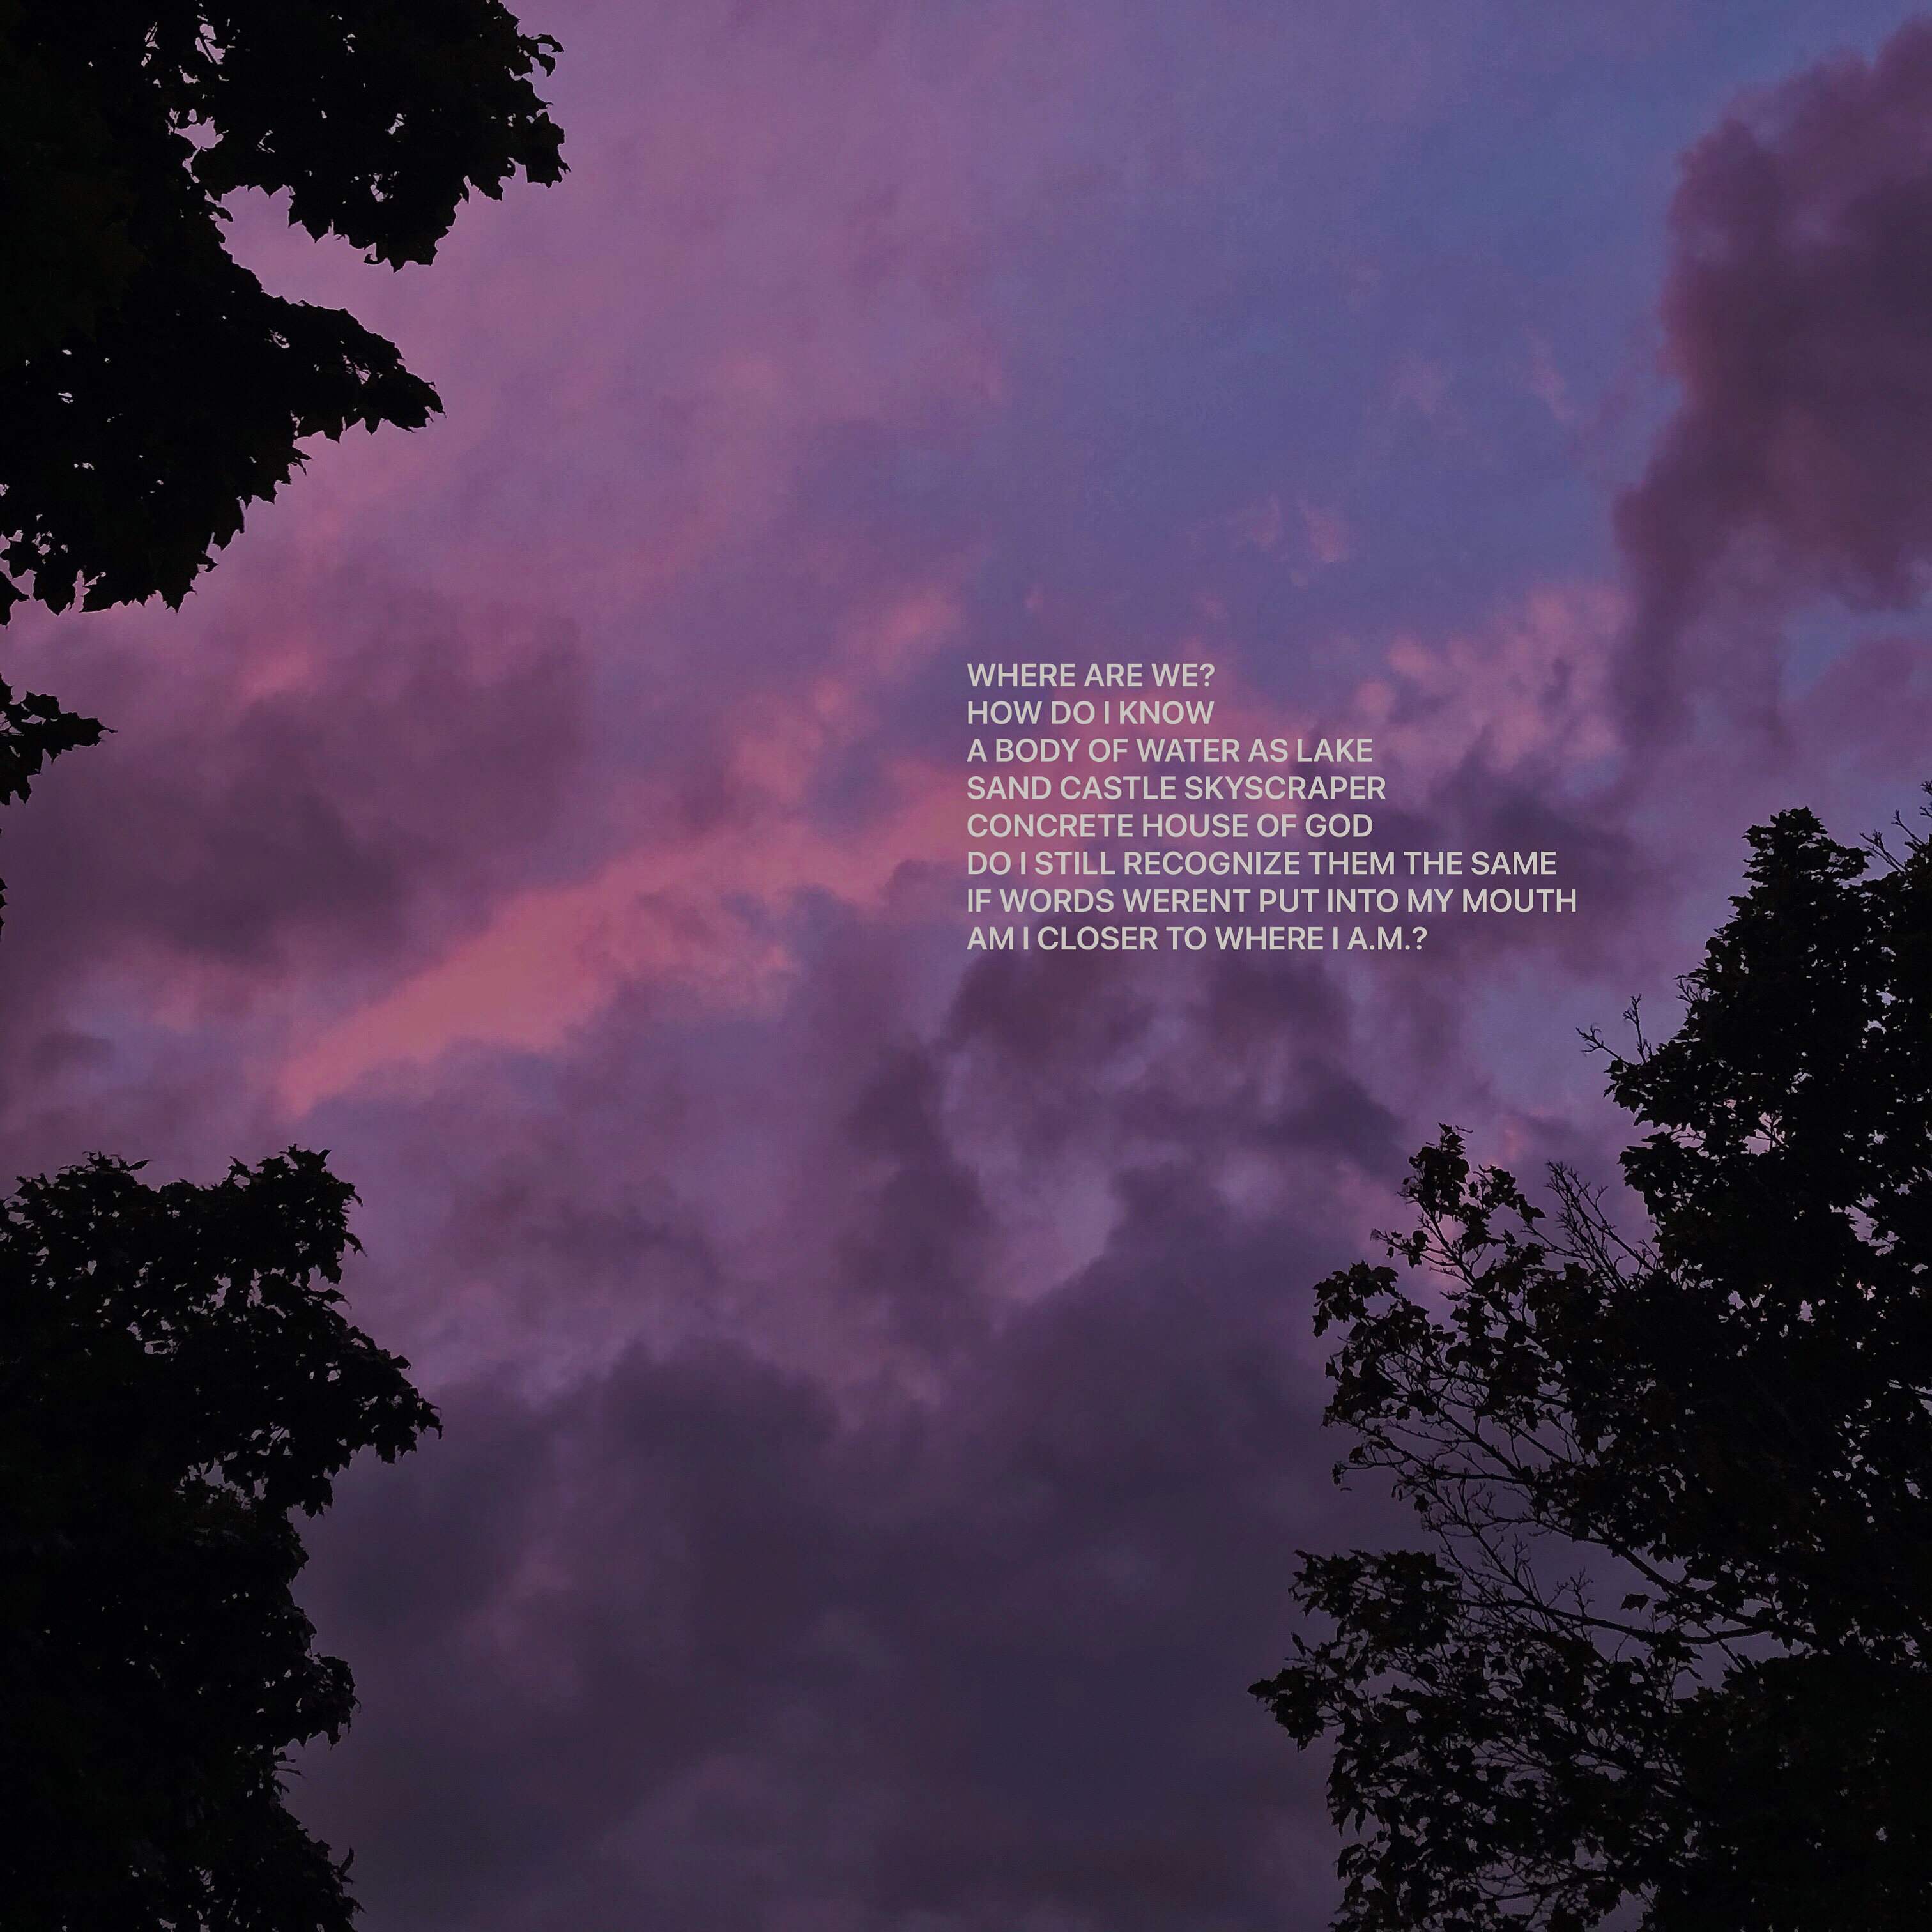 WHERE ARE WE?
HOW DO I KNOW
A BODY OF WATER AS LAKE
SAND CASTLE SKYSCRAPER
CONCRETE HOUSE OF GOD
DO I STILL RECOGNIZE THEM THE SAME
IF WORDS WERENT PUT INTO MY MOUTH
AM I CLOSER TO WHERE I A.M.?